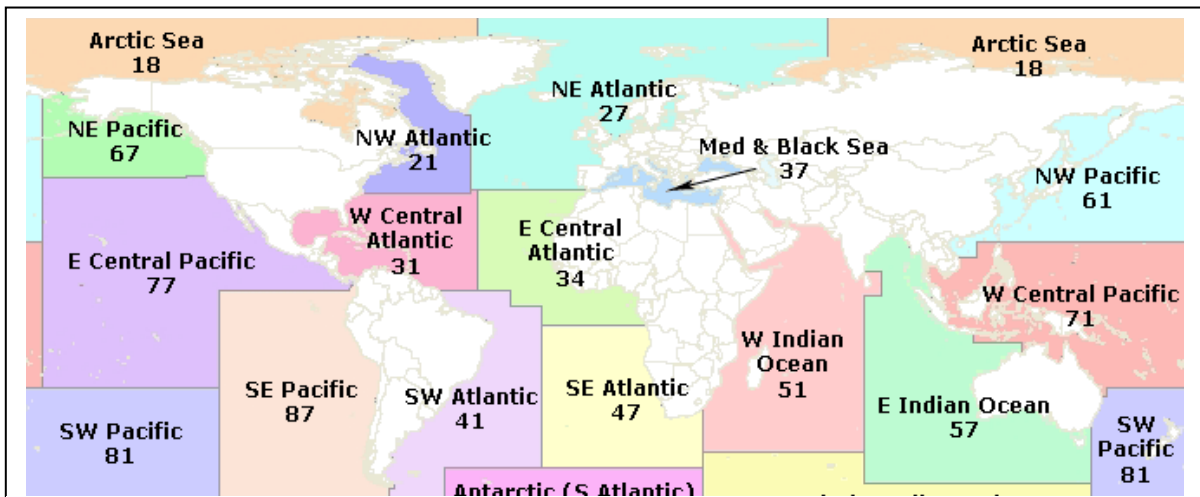 Arctic Sea
18
Arctic Sea
18
NE Atlantic
27
NE Pacific
67
NW Atlantic
21
Med & Black Sea
37
NW Pacific
61
W Central
Atlantic
31
E Central
Atlantic
34
E Central Pacific
77
W Central Pacific
71
W Indian
Ocean
51
SE Pacific
87
SW Atlantic
41
SE Atlantic
47
E Indian Ocean
57
SW Pacific
81
SW
Pacific
81
Antarctic (S Atlantic)